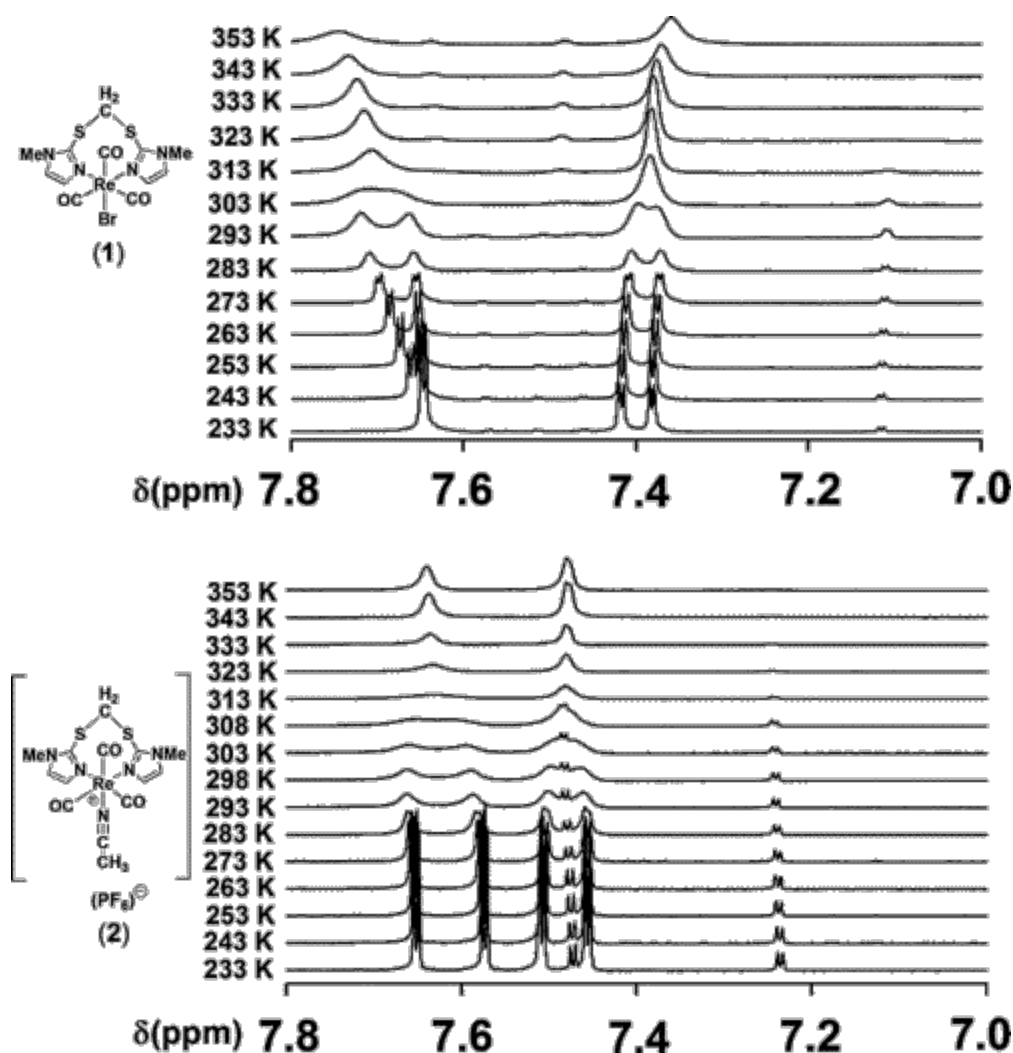 353 K
343 K
333 K
323 K
313 K
303 K
293 K
283 K
273 K
263 K
253 K
243 K
233 K
H₂
C
S S
MeN NMe
CO
N N
Re
OC CO
Br
(1)
δ(ppm) 7.8 7.6 7.4 7.2 7.0
353 K
343 K
333 K
323 K
313 K
308 K
303 K
298 K
293 K
283 K
273 K
263 K
253 K
243 K
233 K
H₂
C
S S
MeN NMe
CO
N N
Re
OC ⊕ CO
N
C
CH₃
(PF₆)⊖
(2)
δ(ppm) 7.8 7.6 7.4 7.2 7.0